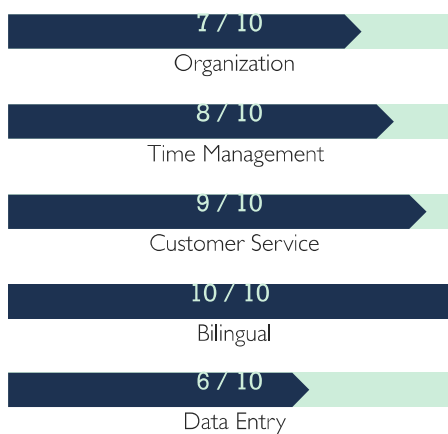 7 / 10
Organization
8 / 10
Time Management
9 / 10
Customer Service
10 / 10
Bilingual
6 / 10
Data Entry